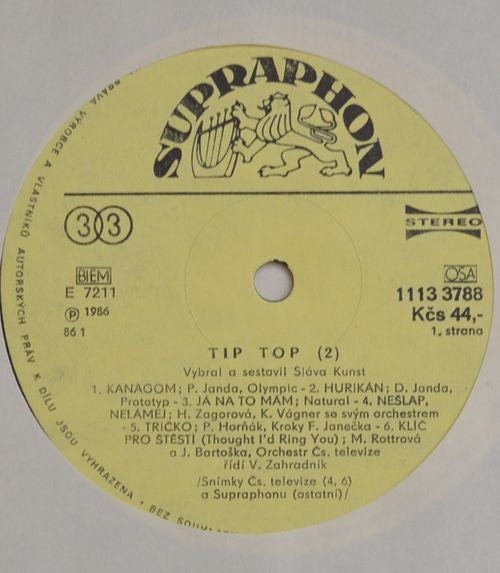 SUPRAPHON
33
STEREO
BIEM
E 7211
Ⓟ 1986
86 1
OSA
1113 3788
Kčs 44,-
1. strana
TIP TOP (2)
Vybral a sestavil Sláva Kunst
1. KANAGOM; P. Janda, Olympic - 2. HURIKÁN; D. Janda,
Prototyp - 3. JÁ NA TO MÁM; Natural - 4. NEŠLAP,
NELÁMEJ; H. Zagorová, K. Vágner se svým orchestrem
- 5. TRIČKO; P. Horňák, Kroky F. Janečka - 6. KLÍČ
PRO ŠTĚSTÍ (Thought I'd Ring You) ; M. Rottrová
a J. Bartoška, Orchestr Čs. televize
řídí V. Zahradník
/Snímky Čs. televize (4, 6)
a Supraphonu (ostatní)/
PRÁVA VÝROBCE A VLASTNÍKŮ AUTORSKÝCH PRÁV K DÍLU JSOU VYHRAZENA • BEZ